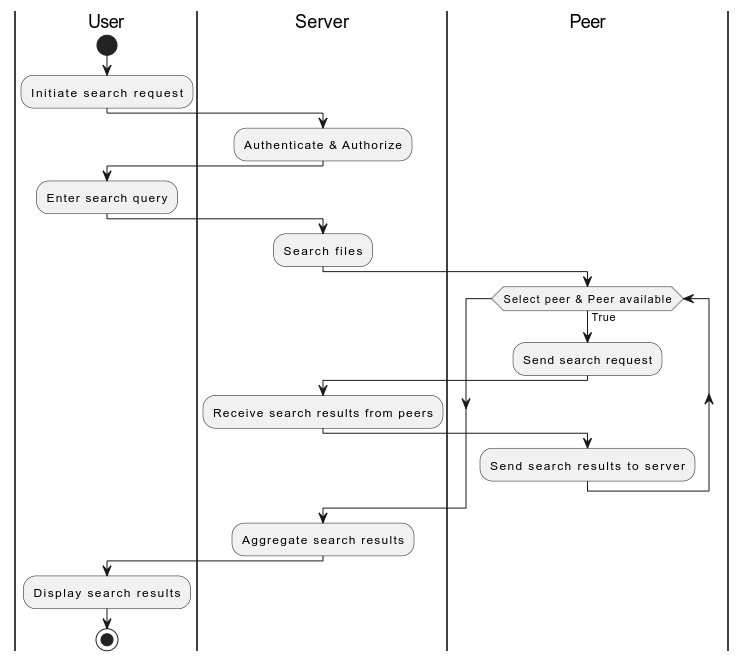 User
Server
Peer
Initiate search request
Authenticate & Authorize
Enter search query
Search files
Select peer & Peer available
True
Send search request
Receive search results from peers
Send search results to server
Aggregate search results
Display search results